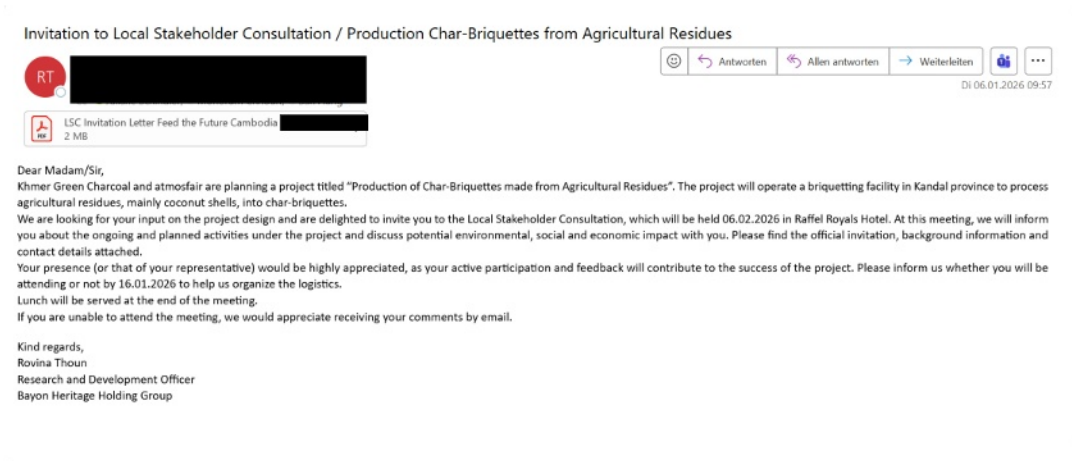 Invitation to Local Stakeholder Consultation / Production Char-Briquettes from Agricultural Residues
RT
Antworten
Allen antworten
Weiterleiten
Di 06.01.2026 09:57
LSC Invitation Letter Feed the Future Cambodia
PDF
2 MB
Dear Madam/Sir,
Khmer Green Charcoal and atmosfair are planning a project titled "Production of Char-Briquettes made from Agricultural Residues". The project will operate a briquetting facility in Kandal province to process
agricultural residues, mainly coconut shells, into char-briquettes.
We are looking for your input on the project design and are delighted to invite you to the Local Stakeholder Consultation, which will be held 06.02.2026 in Raffel Royals Hotel. At this meeting, we will inform
you about the ongoing and planned activities under the project and discuss potential environmental, social and economic impact with you. Please find the official invitation, background information and
contact details attached.
Your presence (or that of your representative) would be highly appreciated, as your active participation and feedback will contribute to the success of the project. Please inform us whether you will be
attending or not by 16.01.2026 to help us organize the logistics.
Lunch will be served at the end of the meeting.
If you are unable to attend the meeting, we would appreciate receiving your comments by email.
Kind regards,
Rovina Thoun
Research and Development Officer
Bayon Heritage Holding Group